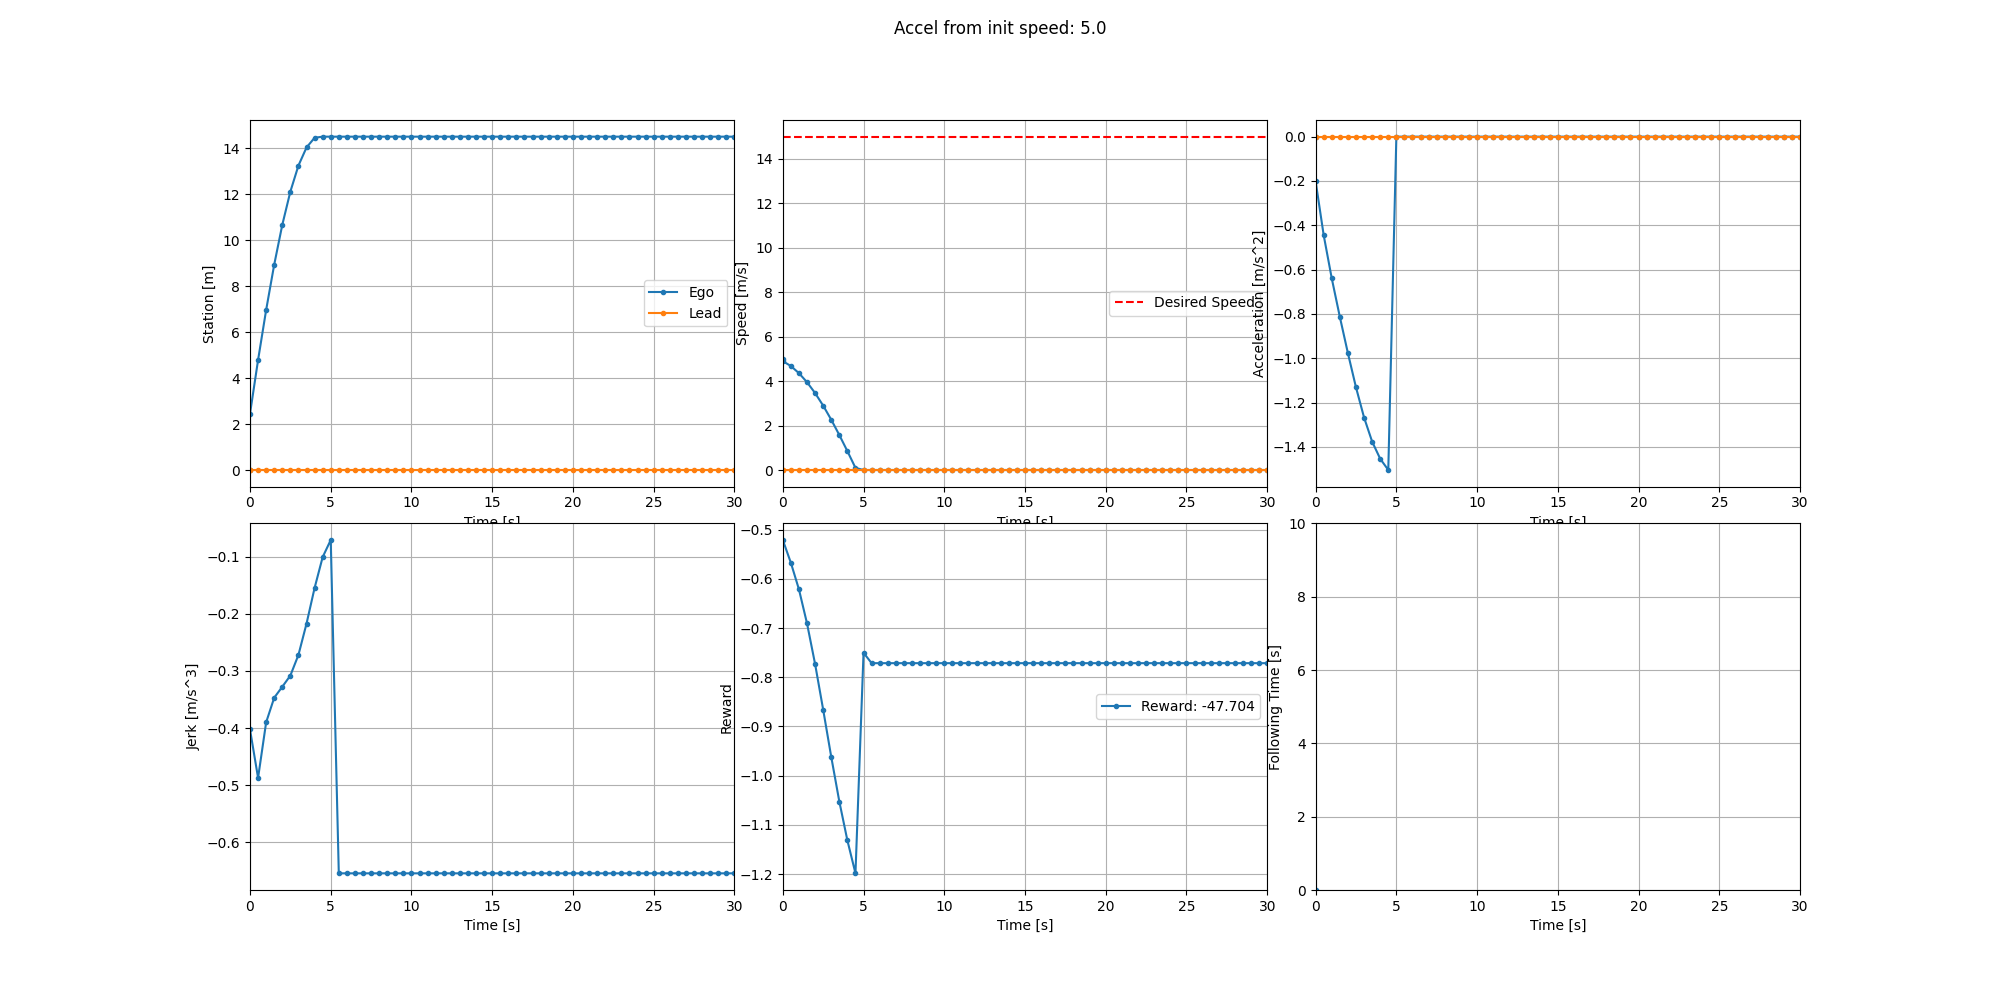 Accel from init speed: 5.0
Station [m]
14
12
10
8
6
4
2
0
Ego
Lead
0 5 10 15 20 25 30
Time [s]
Speed [m/s]
14
12
10
8
6
4
2
0
Desired Speed
0 5 10 15 20 25 30
Time [s]
Acceleration [m/s^2]
0.0
−0.2
−0.4
−0.6
−0.8
−1.0
−1.2
−1.4
0 5 10 15 20 25 30
Time [s]
Jerk [m/s^3]
−0.1
−0.2
−0.3
−0.4
−0.5
−0.6
0 5 10 15 20 25 30
Time [s]
Reward
−0.5
−0.6
−0.7
−0.8
−0.9
−1.0
−1.1
−1.2
Reward: -47.704
0 5 10 15 20 25 30
Time [s]
Following Time [s]
10
8
6
4
2
0
0 5 10 15 20 25 30
Time [s]